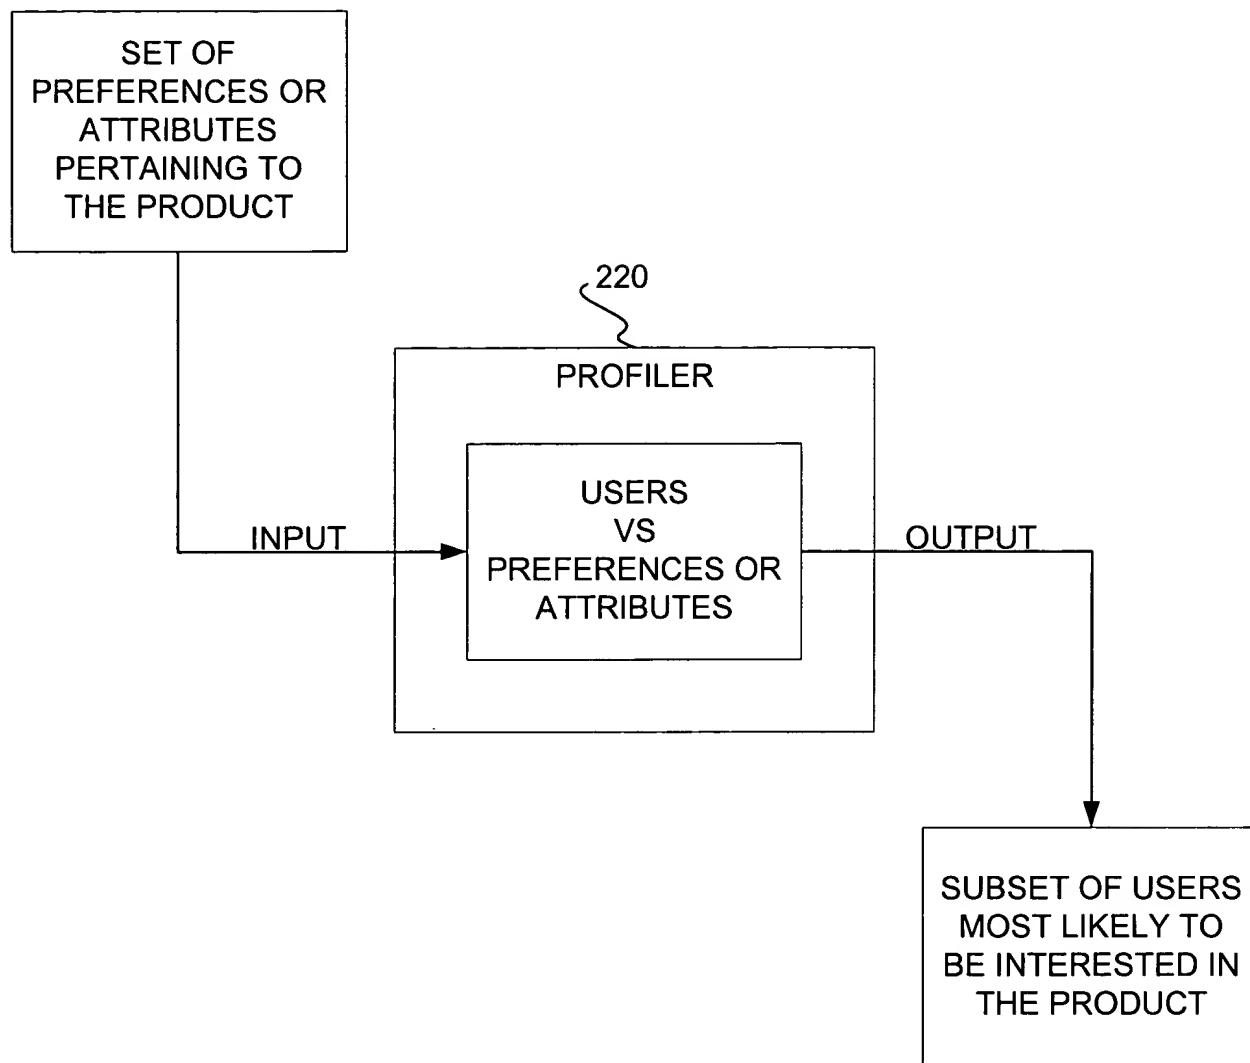 SET OF
PREFERENCES OR
ATTRIBUTES
PERTAINING TO
THE PRODUCT
220
PROFILER
USERS
VS
PREFERENCES OR
ATTRIBUTES
INPUT
OUTPUT
SUBSET OF USERS
MOST LIKELY TO
BE INTERESTED IN
THE PRODUCT